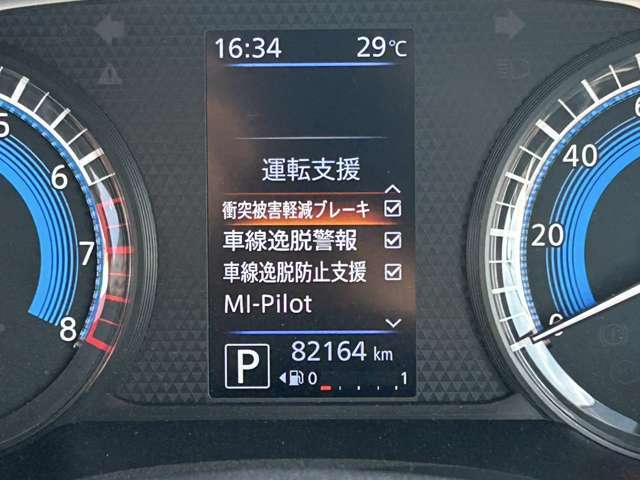 16:34 29℃
運転支援
衝突被害軽減ブレーキ
車線逸脱警報
車線逸脱防止支援
MI-Pilot
P 82164 km
0 1
5
6
7
8
40
20
0